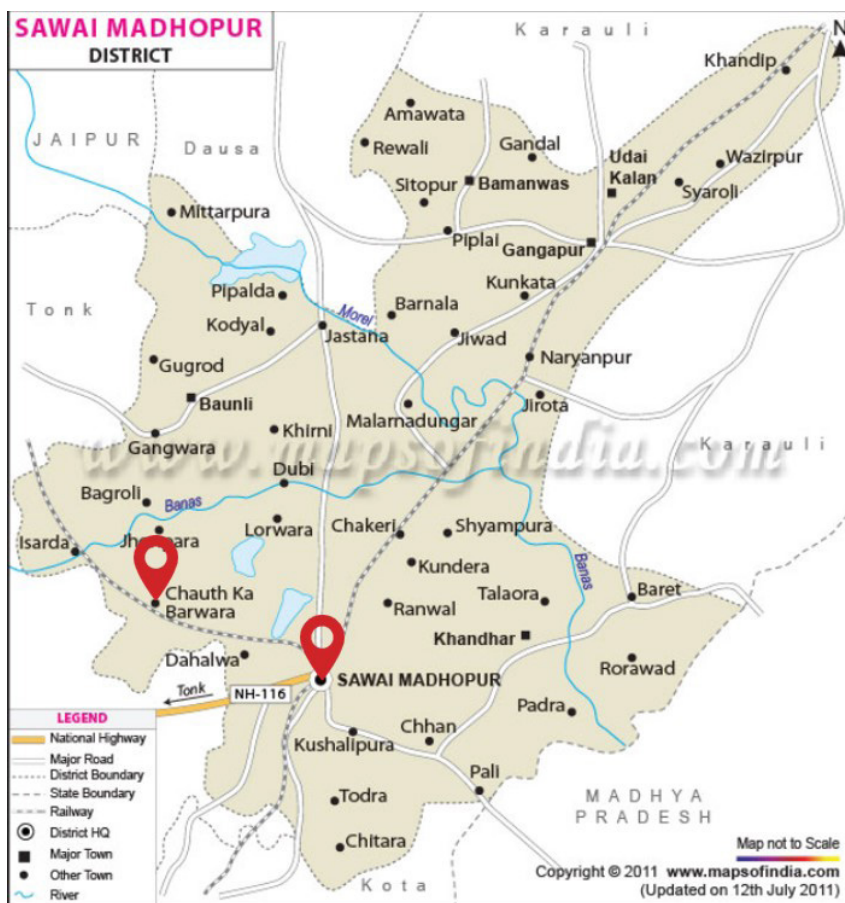 SAWAI MADHOPUR
DISTRICT
Karauli
N
Khandip
JAIPUR
Dausa
Amawata
Rewali
Gandal
Udai
Kalan
Wazirpur
Sitopur
Bamanwas
Syaroli
Mittarpura
Piplai
Gangapur
Tonk
Pipalda
Kunkata
Morel
Barnala
Kodyal
Jastana
Jiwad
Gugrod
Naryanpur
Baunli
Malarnadungar
Jirota
Gangwara
Khirni
Karauli
www.mapsofindia.com
Dubi
Bagroli
Banas
Lorwara
Chakeri
Shyampura
Isarda
Kundera
Banas
Chauth Ka
Barwara
Ranwal
Talaora
Baret
Khandhar
Dahalwa
Rorawad
SAWAI MADHOPUR
Tonk
NH-116
Padra
Chhan
Kushalipura
Pali
Todra
MADHYA
PRADESH
Chitara
Kota
LEGEND
National Highway
Major Road
District Boundary
State Boundary
Railway
District HQ
Major Town
Other Town
River
Map not to Scale
Copyright © 2011 www.mapsofindia.com
(Updated on 12th July 2011)